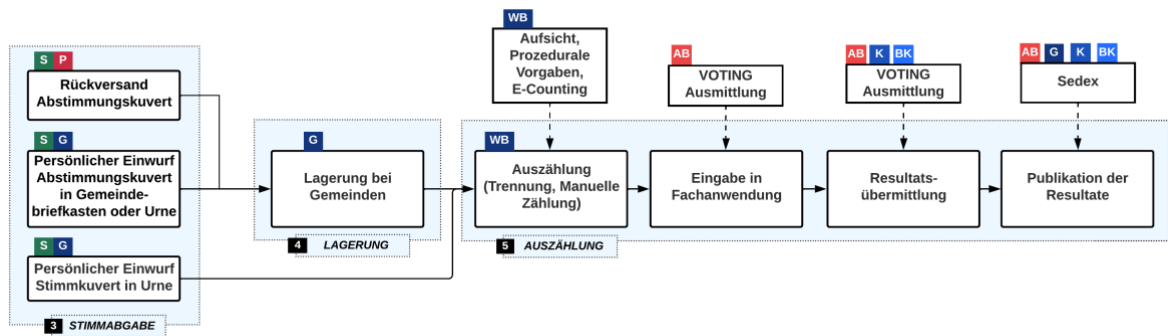 S P
Rückversand
Abstimmungskuvert
S G
Persönlicher Einwurf
Abstimmungskuvert
in Gemeinde-
briefkasten oder Urne
S G
Persönlicher Einwurf
Stimmkuvert in Urne
3 STIMMABGABE
G
Lagerung bei
Gemeinden
4 LAGERUNG
WB
Aufsicht,
Prozedurale
Vorgaben,
E-Counting
AB
VOTING
Ausmittlung
AB K BK
VOTING
Ausmittlung
AB G K BK
Sedex
WB
Auszählung
(Trennung, Manuelle
Zählung)
Eingabe in
Fachanwendung
Resultats-
übermittlung
Publikation der
Resultate
5 AUSZÄHLUNG